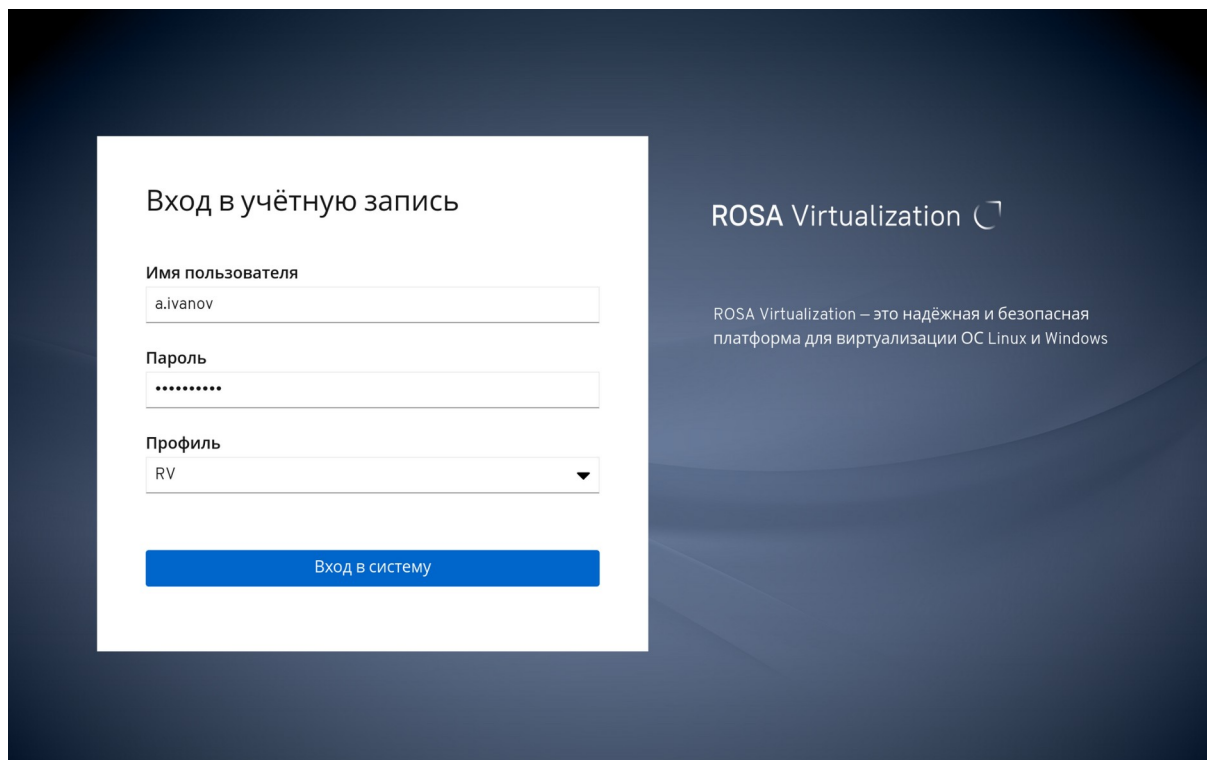 Вход в учётную запись
Имя пользователя
a.ivanov
Пароль
••••••••••
Профиль
RV
Вход в систему
ROSA Virtualization
ROSA Virtualization – это надёжная и безопасная
платформа для виртуализации ОС Linux и Windows